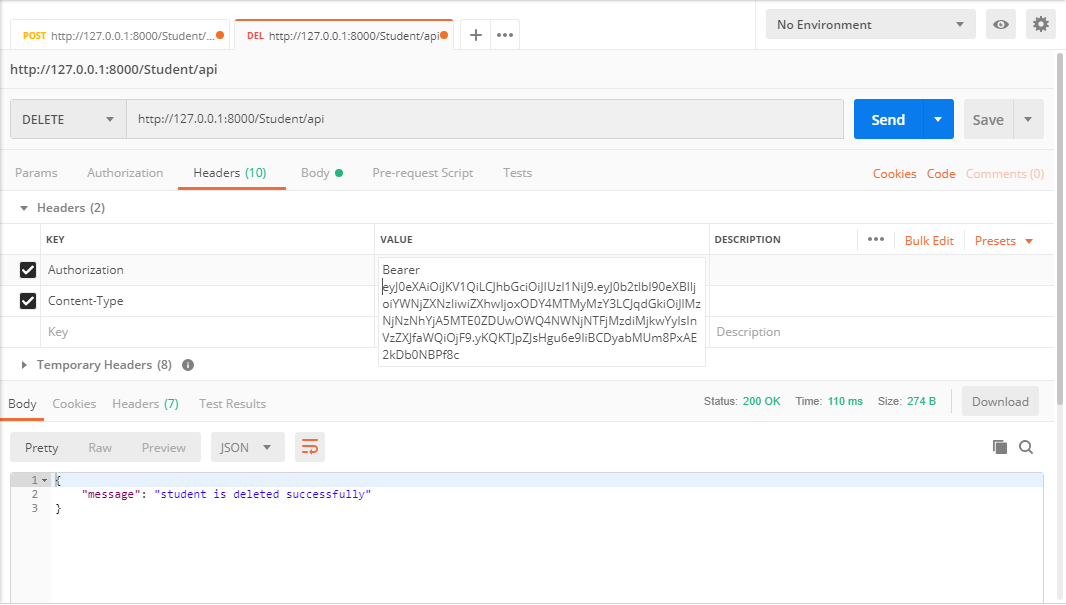 POST http://127.0.0.1:8000/Student/...
DEL http://127.0.0.1:8000/Student/api
No Environment
http://127.0.0.1:8000/Student/api
DELETE
http://127.0.0.1:8000/Student/api
Send
Save
Params Authorization Headers (10) Body Pre-request Script Tests
Cookies Code Comments (0)
Headers (2)
KEY VALUE DESCRIPTION
Bulk Edit Presets
Authorization
Bearer
Content-Type
Key
Description
Temporary Headers (8)
Body Cookies Headers (7) Test Results
Status: 200 OK Time: 110 ms Size: 274 B
Download
Pretty Raw Preview JSON
1 {
2 "message": "student is deleted successfully"
3 }